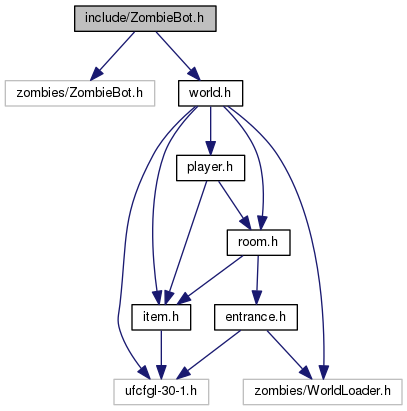 include/ZombieBot.h
zombies/ZombieBot.h
world.h
player.h
room.h
item.h
entrance.h
ufcfgl-30-1.h
zombies/WorldLoader.h